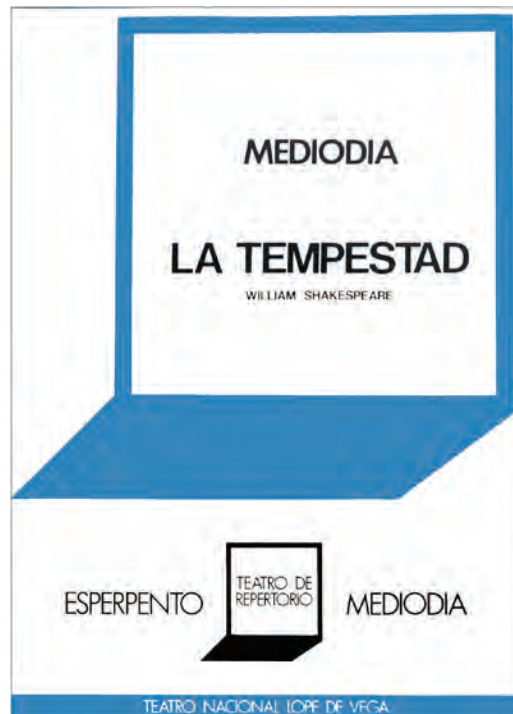 MEDIODIA
LA TEMPESTAD
WILLIAM SHAKESPEARE
ESPERPENTO
TEATRO DE
REPERTORIO
MEDIODIA
TEATRO NACIONAL LOPE DE VEGA